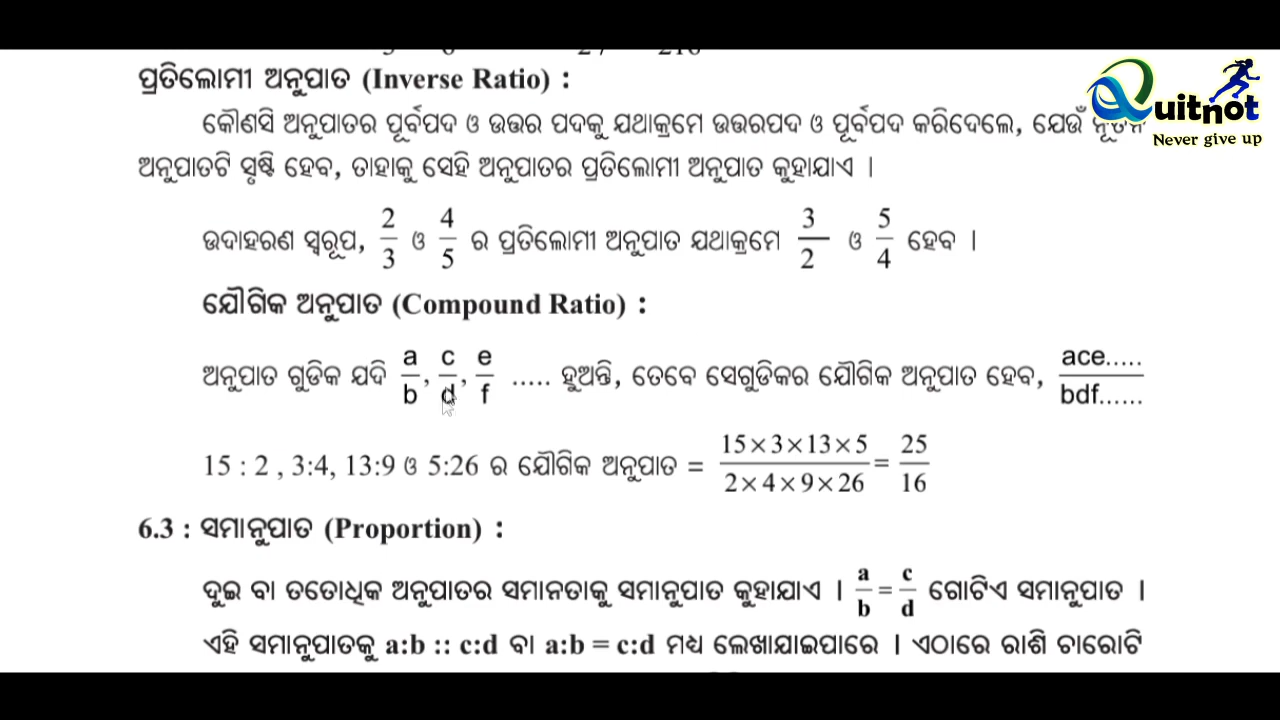 ପ୍ରତିଲୋମୀ ଅନୁପାତ (Inverse Ratio) :
କୌଣସି ଅନୁପାତର ପୂର୍ବପଦ ଓ ଉତ୍ତର ପଦକୁ ଯଥାକ୍ରମେ ଉତ୍ତରପଦ ଓ ପୂର୍ବପଦ କରିଦେଲେ, ଯେଉଁ ନୂତନ
ଅନୁପାତଟି ସୃଷ୍ଟି ହେବ, ତାହାକୁ ସେହି ଅନୁପାତର ପ୍ରତିଲୋମୀ ଅନୁପାତ କୁହାଯାଏ ।
ଉଦାହରଣ ସ୍ୱରୂପ, 2/3 ଓ 4/5 ର ପ୍ରତିଲୋମୀ ଅନୁପାତ ଯଥାକ୍ରମେ 3/2 ଓ 5/4 ହେବ ।
ଯୌଗିକ ଅନୁପାତ (Compound Ratio) :
ଅନୁପାତ ଗୁଡିକ ଯଦି a/b, c/d, e/f ..... ହୁଅନ୍ତି, ତେବେ ସେଗୁଡିକର ଯୌଗିକ ଅନୁପାତ ହେବ, ace...../bdf......
15 : 2 , 3:4, 13:9 ଓ 5:26 ର ଯୌଗିକ ଅନୁପାତ = 15×3×13×5/2×4×9×26 = 25/16
6.3 : ସମାନୁପାତ (Proportion) :
ଦୁଇ ବା ତତୋଧିକ ଅନୁପାତର ସମାନତାକୁ ସମାନୁପାତ କୁହାଯାଏ । a/b = c/d ଗୋଟିଏ ସମାନୁପାତ ।
ଏହି ସମାନୁପାତକୁ a:b :: c:d ବା a:b = c:d ମଧ୍ୟ ଲେଖାଯାଇପାରେ । ଏଠାରେ ରାଶି ଚାରୋଟି
Quitnot
Never give up